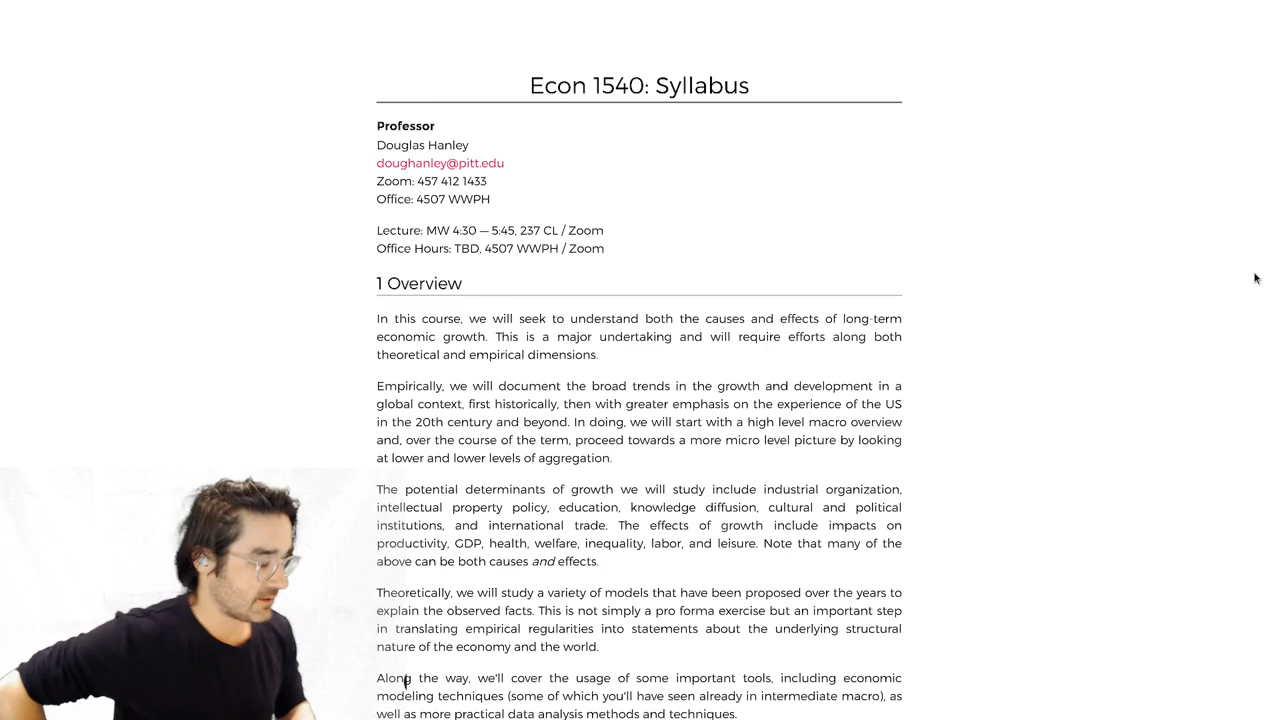 Econ 1540: Syllabus
Professor
Douglas Hanley
doughanley@pitt.edu
Zoom: 457 412 1433
Office: 4507 WWPH
Lecture: MW 4:30 — 5:45, 237 CL / Zoom
Office Hours: TBD, 4507 WWPH / Zoom
1 Overview
In this course, we will seek to understand both the causes and effects of long-term
economic growth. This is a major undertaking and will require efforts along both
theoretical and empirical dimensions.
Empirically, we will document the broad trends in the growth and development in a
global context, first historically, then with greater emphasis on the experience of the US
in the 20th century and beyond. In doing, we will start with a high level macro overview
and, over the course of the term, proceed towards a more micro level picture by looking
at lower and lower levels of aggregation.
The potential determinants of growth we will study include industrial organization,
intellectual property policy, education, knowledge diffusion, cultural and political
institutions, and international trade. The effects of growth include impacts on
productivity, GDP, health, welfare, inequality, labor, and leisure. Note that many of the
above can be both causes and effects.
Theoretically, we will study a variety of models that have been proposed over the years to
explain the observed facts. This is not simply a pro forma exercise but an important step
in translating empirical regularities into statements about the underlying structural
nature of the economy and the world.
Along the way, we'll cover the usage of some important tools, including economic
modeling techniques (some of which you'll have seen already in intermediate macro), as
well as more practical data analysis methods and techniques.